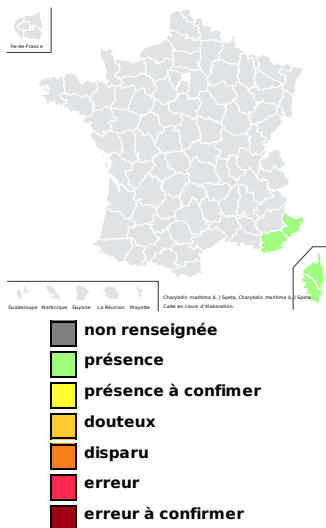 Île-de-France
Guadeloupe Martinique Guyane La Réunion Mayotte
Charybdis maritima (L.) Speta, Charybdis maritima (L.) Speta
Carte en cours d'élaboration.
non renseignée
présence
présence à confimer
douteux
disparu
erreur
erreur à confirmer